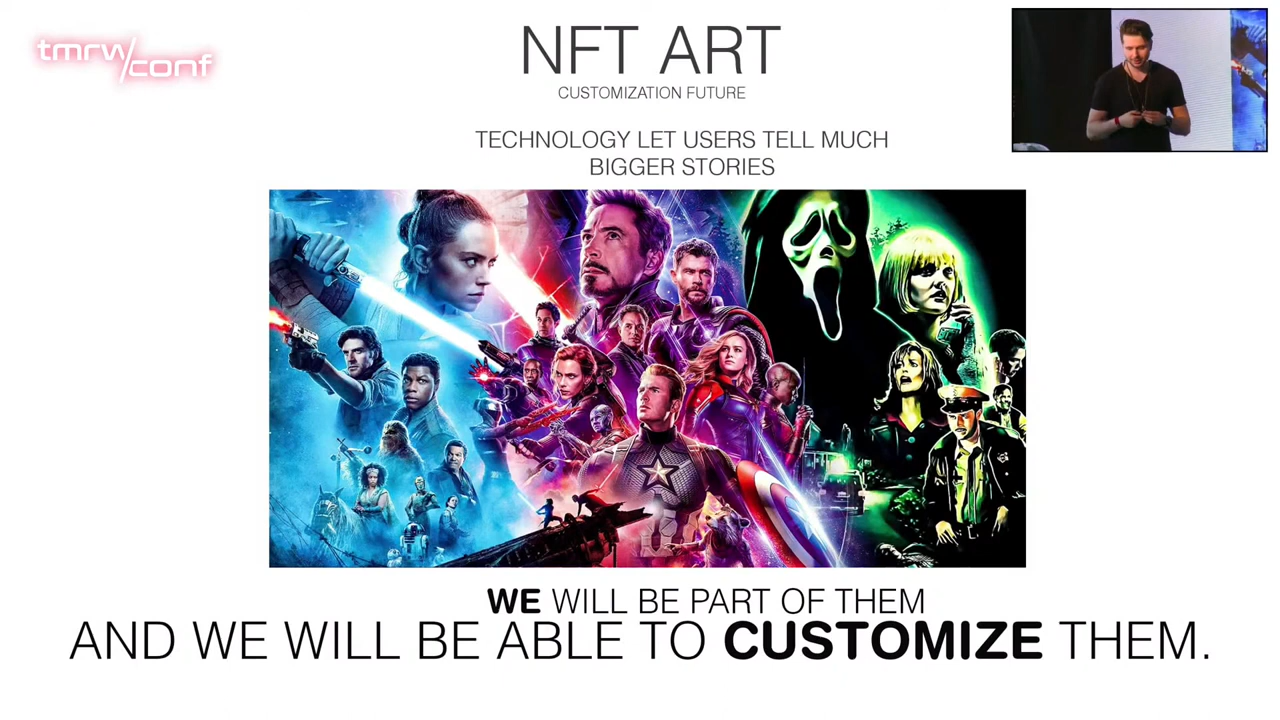 tmrw/conf
NFT ART
CUSTOMIZATION FUTURE
TECHNOLOGY LET USERS TELL MUCH
BIGGER STORIES
WE WILL BE PART OF THEM
AND WE WILL BE ABLE TO CUSTOMIZE THEM.